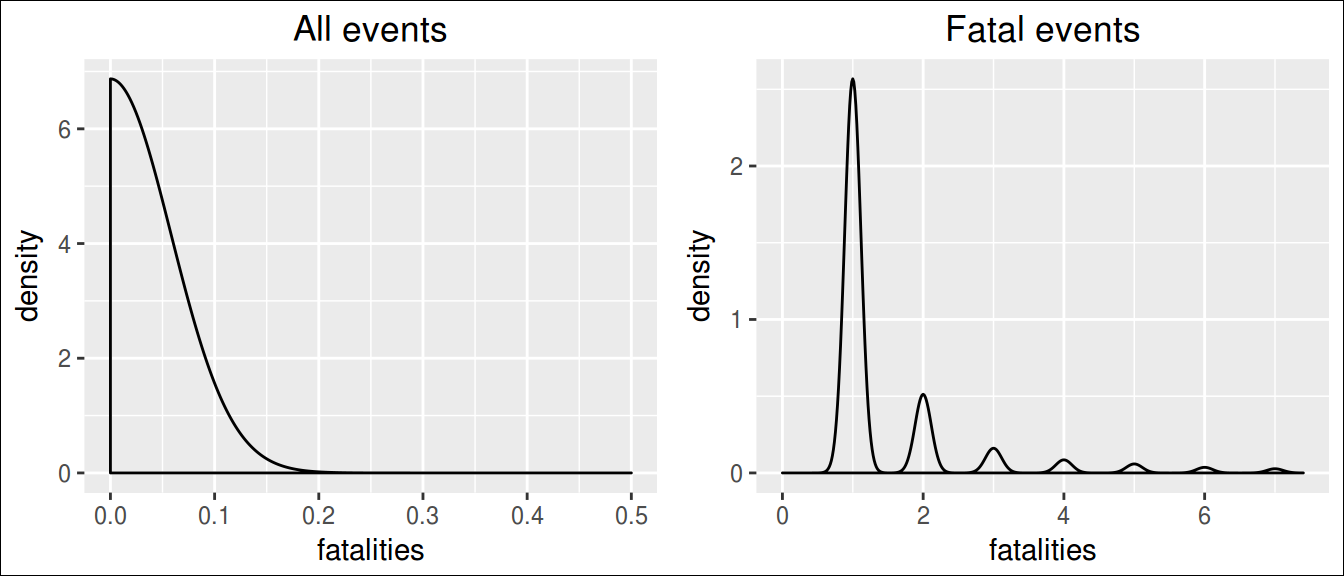 All events
density
6
4
2
0
0.0 0.1 0.2 0.3 0.4 0.5
fatalities
Fatal events
density
2
1
0
0 2 4 6
fatalities